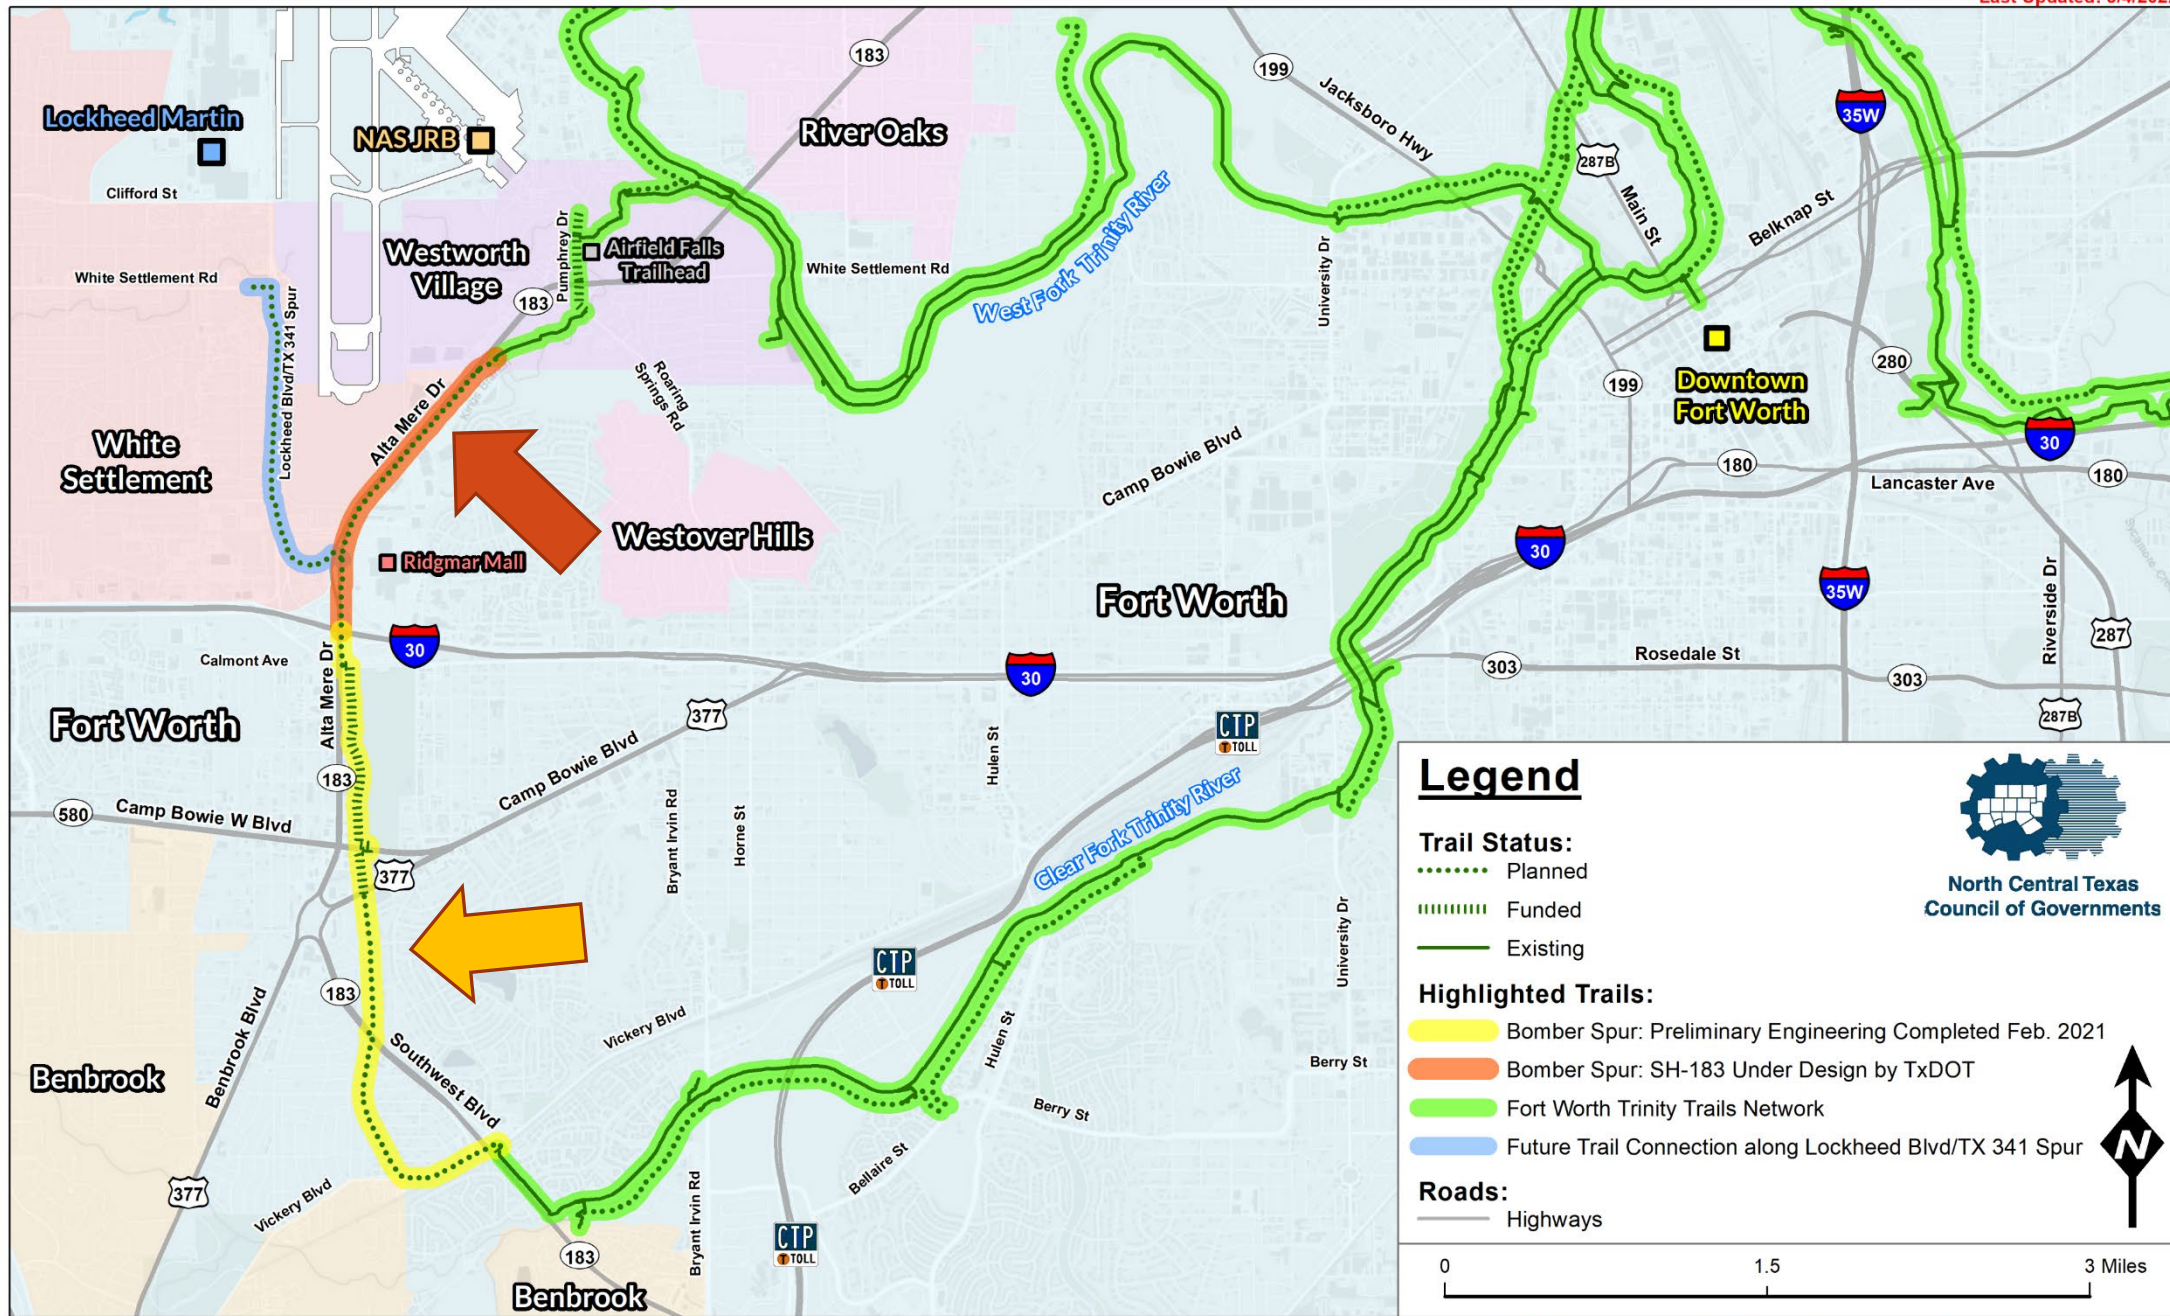 183
199
Jacksboro Hwy
35W
Lockheed Martin
NAS JRB
River Oaks
287B
Clifford St
Main St
Belknap St
West Fork Trinity River
Westworth
Village
Pumphrey Dr
Airfield Falls
Trailhead
White Settlement Rd
White Settlement Rd
University Dr
183
Lockheed Blvd/TX 341 Spur
Roaring
Springs Rd
280
199
Downtown
Fort Worth
Alta Mere Dr
White
Settlement
30
Camp Bowie Blvd
180
180
Lancaster Ave
Westover Hills
30
Ridgmar Mall
Fort Worth
35W
Riverside Dr
30
Calmont Ave
Alta Mere Dr
30
303
Rosedale St
303
287
287B
Fort Worth
377
CTP
TOLL
Hulen St
183
Camp Bowie Blvd
580
Camp Bowie W Blvd
377
Bryant Irvin Rd
Horne St
Clear Fork Trinity River
University Dr
CTP
TOLL
183
Benbrook Blvd
Southwest Blvd
Vickery Blvd
Hulen St
Berry St
Berry St
Benbrook
377
Vickery Blvd
Bryant Irvin Rd
Bellaire St
CTP
TOLL
183
Benbrook
Legend
Trail Status:
Planned
Funded
Existing
North Central Texas
Council of Governments
Highlighted Trails:
Bomber Spur: Preliminary Engineering Completed Feb. 2021
Bomber Spur: SH-183 Under Design by TxDOT
Fort Worth Trinity Trails Network
Future Trail Connection along Lockheed Blvd/TX 341 Spur
N
Roads:
Highways
0 1.5 3 Miles